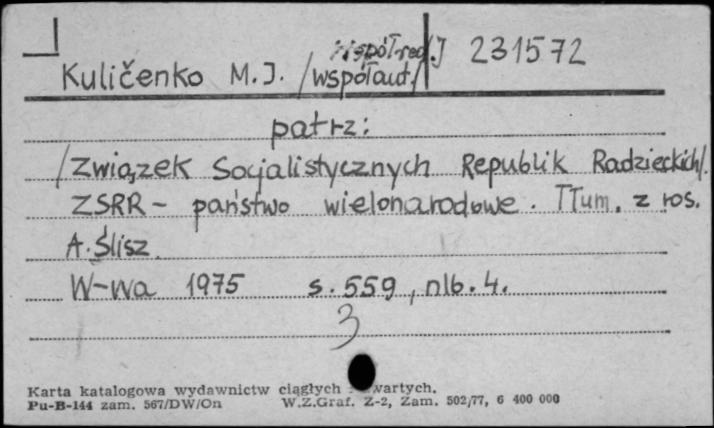 współred. J 231572
Kuličenko M.J. /współaut./
patrz:
/Związek Socjalistycznych Republik Radzieckich/.
ZSRR - państwo wielonarodowe. Tłum. z ros.
A. Ślisz.
W-wa 1975 s. 559, nlb. 4.
3
Karta katalogowa wydawnictw ciągłych zwartych.
Pu-B-144 zam. 567/DW/On W.Z.Graf. Z-2, Zam. 502/77, 6 400 000